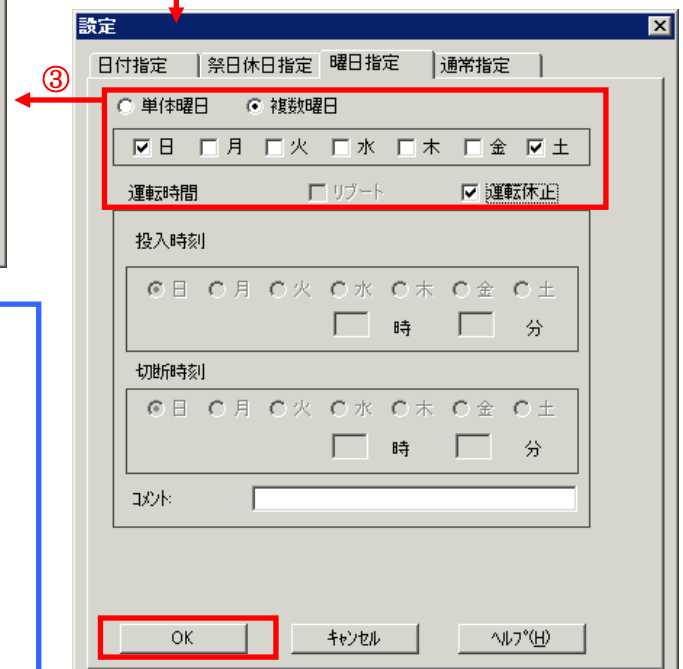 設定
日付指定 祭日休日指定 曜日指定 通常指定
③
単体曜日 複数曜日
日 月 火 水 木 金 土
運転時間 リブート 運転休止
投入時刻
日 月 火 水 木 金 土
時 分
切断時刻
日 月 火 水 木 金 土
時 分
コメント:
OK キャンセル ヘルプ(H)